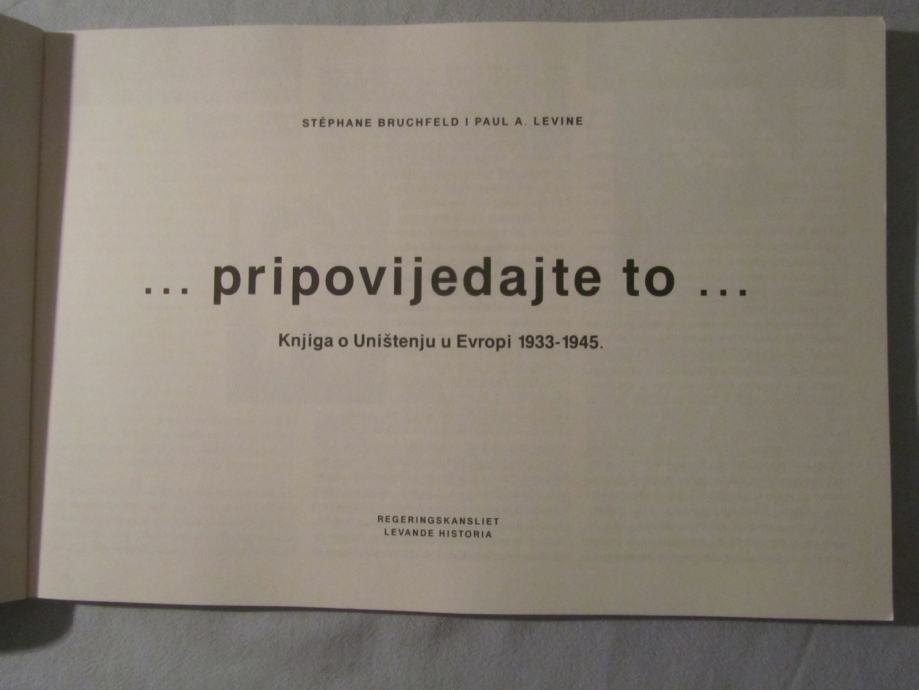 STÉPHANE BRUCHFELD I PAUL A. LEVINE
... pripovijedajte to ...
Knjiga o Uništenju u Evropi 1933-1945.
REGERINGSKANSLIET
LEVANDE HISTORIA